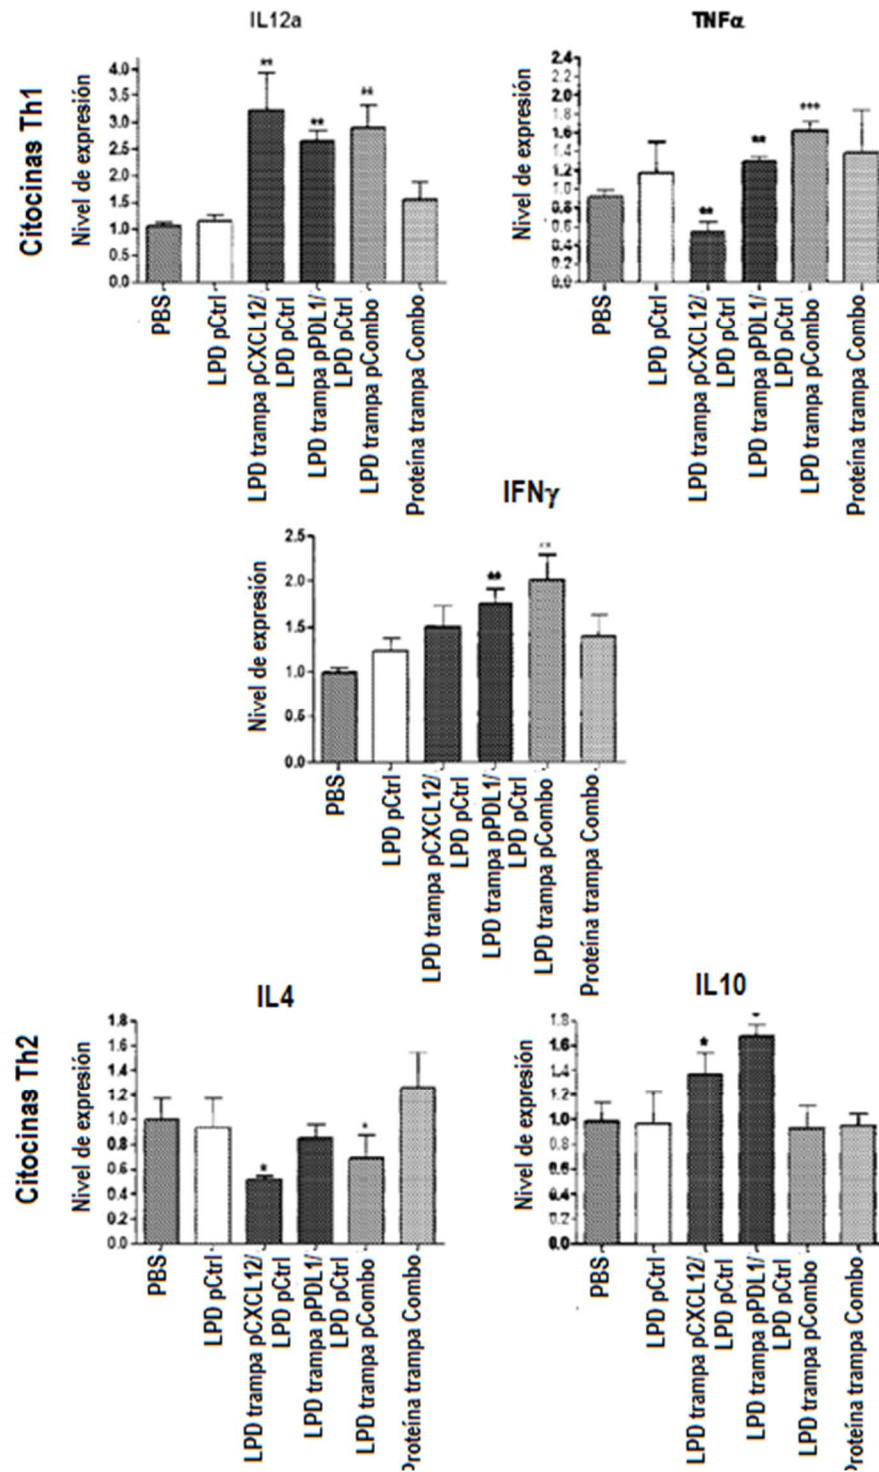 Citocinas Th1
IL12a
Nivel de expresión
4.0
3.5
3.0
2.5
2.0
1.5
1.0
0.5
0.0
**
**
**
PBS
LPD pCtrl
LPD trampa pCXCL12/
LPD pCtrl
LPD trampa pPDL1/
LPD pCtrl
LPD trampa pCombo
Proteína trampa Combo
TNFα
Nivel de expresión
2.4
2.2
2.0
1.8
1.6
1.4
1.2
1.0
0.8
0.6
0.4
0.2
0.0
**
**
***
PBS
LPD pCtrl
LPD trampa pCXCL12/
LPD pCtrl
LPD trampa pPDL1/
LPD pCtrl
LPD trampa pCombo
Proteína trampa Combo
IFNγ
Nivel de expresión
2.5
2.0
1.5
1.0
0.5
0.0
**
**
PBS
LPD pCtrl
LPD trampa pCXCL12/
LPD pCtrl
LPD trampa pPDL1/
LPD pCtrl
LPD trampa pCombo
Proteína trampa Combo
Citocinas Th2
IL4
Nivel de expresión
1.8
1.6
1.4
1.2
1.0
0.8
0.6
0.4
0.2
0.0
*
*
PBS
LPD pCtrl
LPD trampa pCXCL12/
LPD pCtrl
LPD trampa pPDL1/
LPD pCtrl
LPD trampa pCombo
Proteína trampa Combo
IL10
Nivel de expresión
1.8
1.6
1.4
1.2
1.0
0.8
0.6
0.4
0.2
0.0
*
*
PBS
LPD pCtrl
LPD trampa pCXCL12/
LPD pCtrl
LPD trampa pPDL1/
LPD pCtrl
LPD trampa pCombo
Proteína trampa Combo